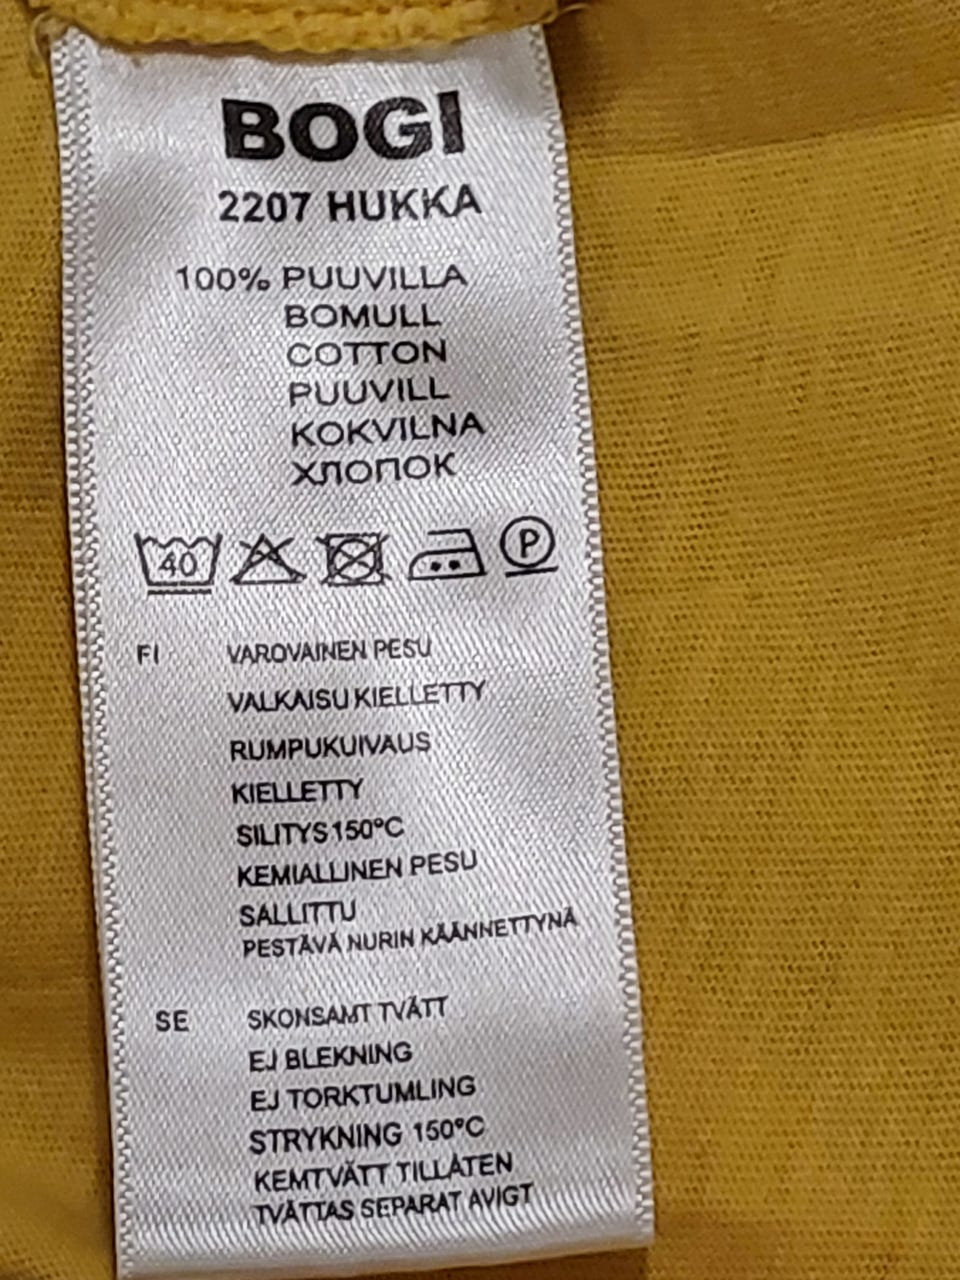 BOGI
2207 HUKKA
100% PUUVILLA
BOMULL
COTTON
PUUVILL
KOKVILNA
ХЛОПОК
40 P
FI VAROVAINEN PESU
VALKAISU KIELLETTY
RUMPUKUIVAUS
KIELLETTY
SILITYS 150°C
KEMIALLINEN PESU
SALLITTU
PESTÄVÄ NURIN KÄÄNNETTYNÄ
SE SKONSAMT TVÄTT
EJ BLEKNING
EJ TORKTUMLING
STRYKNING 150°C
KEMTVÄTT TILLÅTEN
TVÄTTAS SEPARAT AVIGT